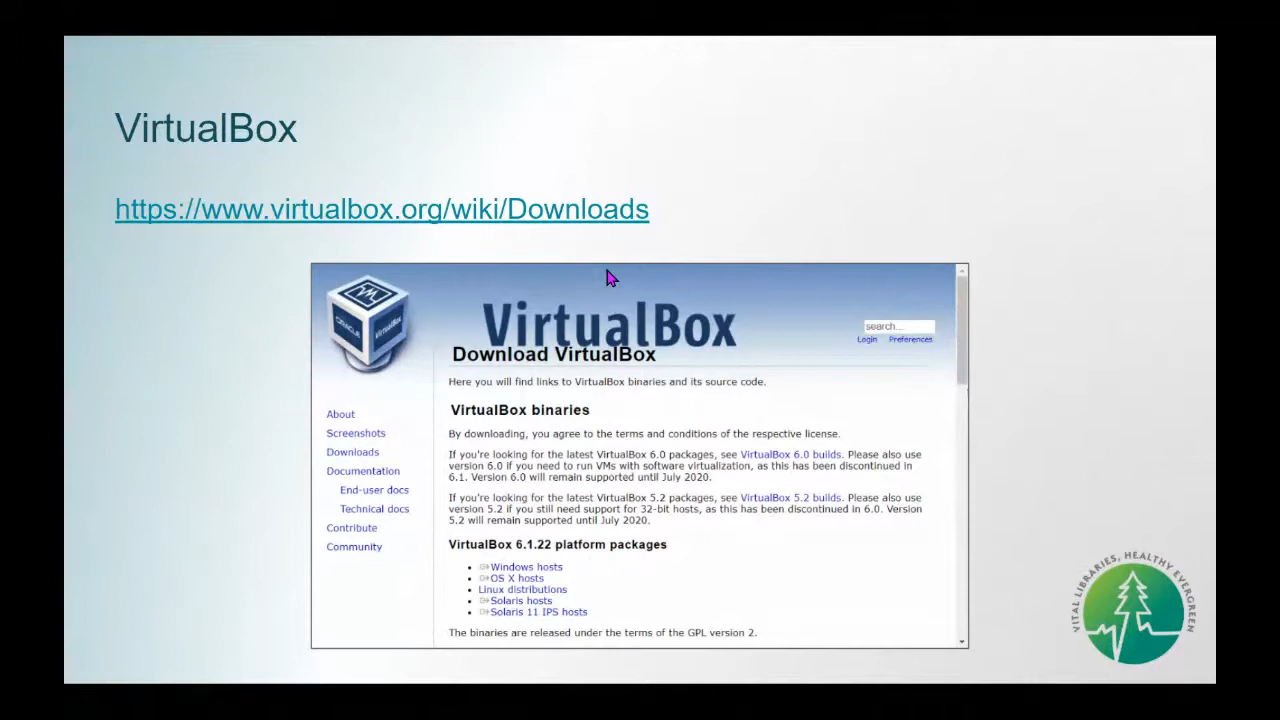 VirtualBox
https://www.virtualbox.org/wiki/Downloads
ORACLE
VirtualBox
VirtualBox
search...
Login Preferences
Download VirtualBox
Here you will find links to VirtualBox binaries and its source code.
About
Screenshots
Downloads
Documentation
End-user docs
Technical docs
Contribute
Community
VirtualBox binaries
By downloading, you agree to the terms and conditions of the respective license.
If you're looking for the latest VirtualBox 6.0 packages, see VirtualBox 6.0 builds. Please also use
version 6.0 if you need to run VMs with software virtualization, as this has been discontinued in
6.1. Version 6.0 will remain supported until July 2020.
If you're looking for the latest VirtualBox 5.2 packages, see VirtualBox 5.2 builds. Please also use
version 5.2 if you still need support for 32-bit hosts, as this has been discontinued in 6.0. Version
5.2 will remain supported until July 2020.
VirtualBox 6.1.22 platform packages
Windows hosts
OS X hosts
Linux distributions
Solaris hosts
Solaris 11 IPS hosts
The binaries are released under the terms of the GPL version 2.
VITAL LIBRARIES, HEALTHY EVERGREEN